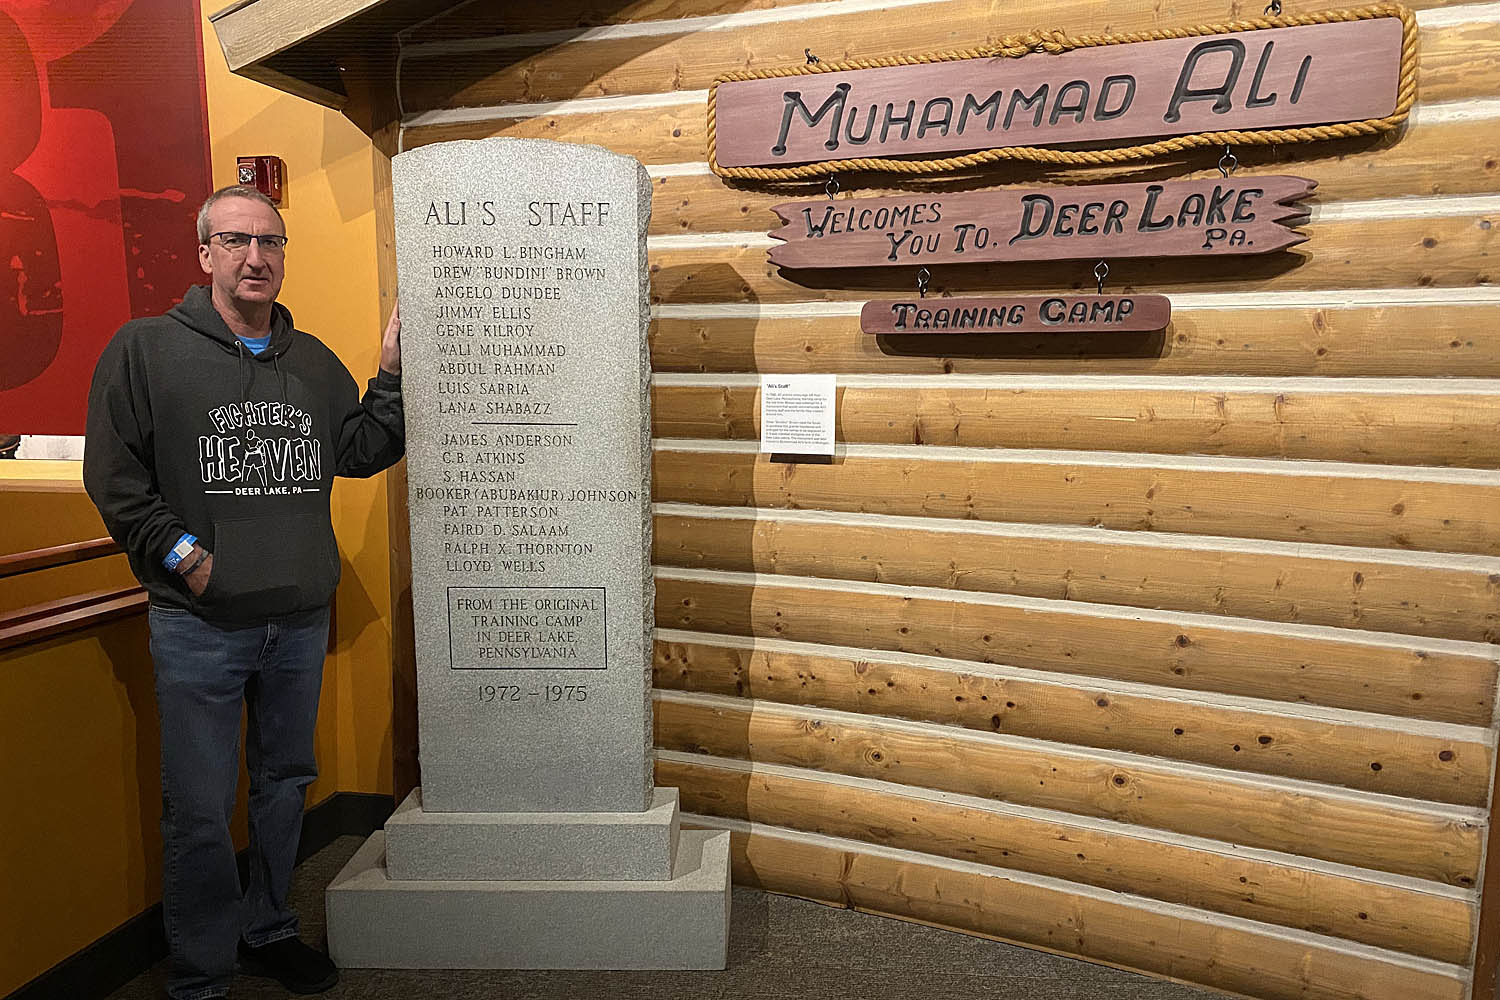 MUHAMMAD ALI
WELCOMES
YOU TO. DEER LAKE
PA.
TRAINING CAMP
ALI'S STAFF
HOWARD L. BINGHAM
DREW "BUNDINI" BROWN
ANGELO DUNDEE
JIMMY ELLIS
GENE KILROY
WALI MUHAMMAD
ABDUL RAHMAN
LUIS SARRIA
LANA SHABAZZ
JAMES ANDERSON
C.B. ATKINS
S. HASSAN
BOOKER (ABUBAKIUR) JOHNSON
PAT PATTERSON
FAIRD D. SALAAM
RALPH X. THORNTON
LLOYD WELLS
FROM THE ORIGINAL
TRAINING CAMP
IN DEER LAKE,
PENNSYLVANIA
1972 – 1975
FIGHTER'S
HEAVEN
DEER LAKE, PA
"Ali's Staff"